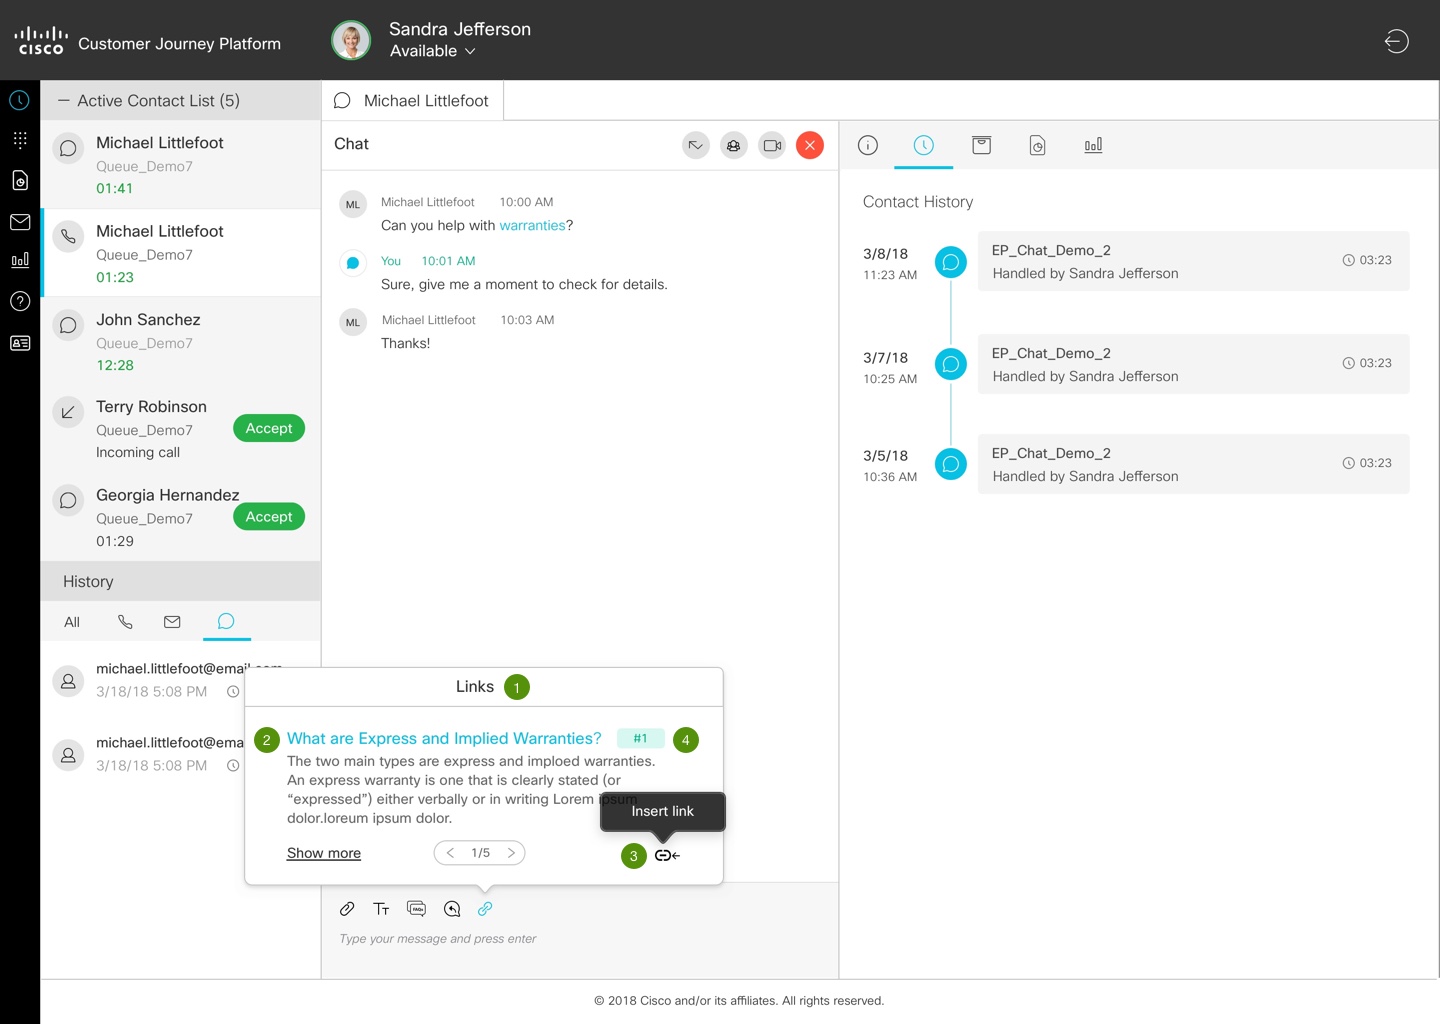 cisco Customer Journey Platform
Sandra Jefferson
Available
Active Contact List (5)
Michael Littlefoot
Queue_Demo7
01:41
Michael Littlefoot
Queue_Demo7
01:23
John Sanchez
Queue_Demo7
12:28
Terry Robinson
Queue_Demo7
Incoming call
Accept
Georgia Hernandez
Queue_Demo7
01:29
Accept
History
All
michael.littlefoot@email.com
3/18/18 5:08 PM
michael.littlefoot@ema
3/18/18 5:08 PM
Michael Littlefoot
Chat
ML
Michael Littlefoot 10:00 AM
Can you help with warranties?
You 10:01 AM
Sure, give me a moment to check for details.
ML
Michael Littlefoot 10:03 AM
Thanks!
Links 1
2 What are Express and Implied Warranties? #1 4
The two main types are express and imploed warranties.
An express warranty is one that is clearly stated (or
“expressed”) either verbally or in writing Lorem ipsum
dolor.loreum ipsum dolor.
Insert link
Show more
1/5
3
FAQs
Type your message and press enter
Contact History
3/8/18
11:23 AM
EP_Chat_Demo_2
Handled by Sandra Jefferson
03:23
3/7/18
10:25 AM
EP_Chat_Demo_2
Handled by Sandra Jefferson
03:23
3/5/18
10:36 AM
EP_Chat_Demo_2
Handled by Sandra Jefferson
03:23
© 2018 Cisco and/or its affiliates. All rights reserved.